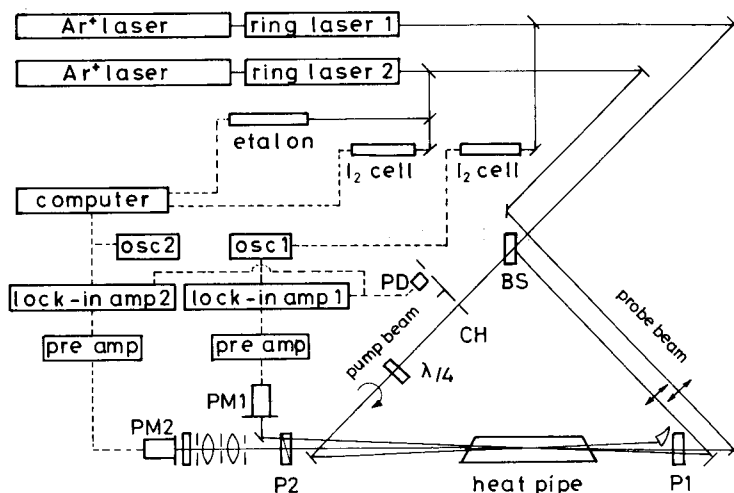 Ar⁺ laser
ring laser 1
Ar⁺ laser
ring laser 2
etalon
I₂ cell
I₂ cell
computer
osc2
osc1
PD
BS
lock-in amp2
lock-in amp1
CH
pump beam
probe beam
pre amp
pre amp
λ/4
PM1
PM2
P2
heat pipe
P1